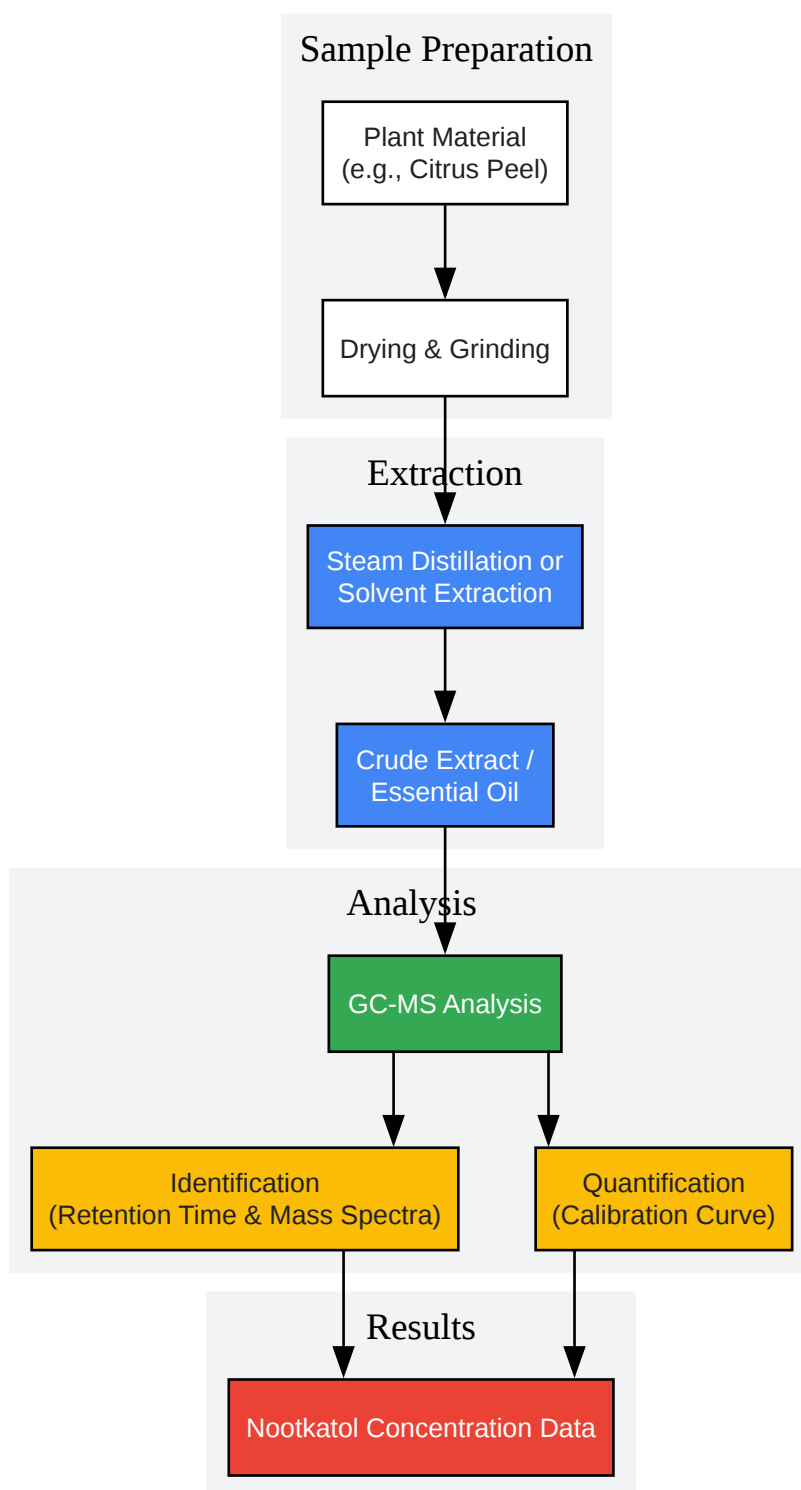 Sample Preparation
Plant Material
(e.g., Citrus Peel)
Drying & Grinding
Extraction
Steam Distillation or
Solvent Extraction
Crude Extract /
Essential Oil
Analysis
GC-MS Analysis
Identification
(Retention Time & Mass Spectra)
Quantification
(Calibration Curve)
Results
Nootkatol Concentration Data